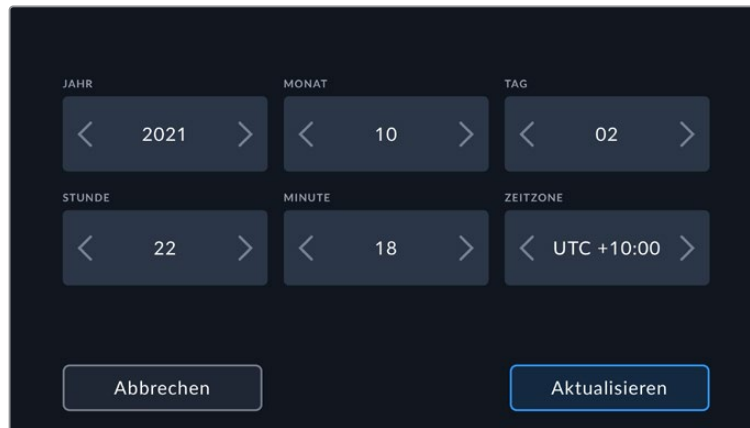 JAHR MONAT TAG
2021 10 02
STUNDE MINUTE ZEITZONE
22 18 UTC +10:00
Abbrechen Aktualisieren